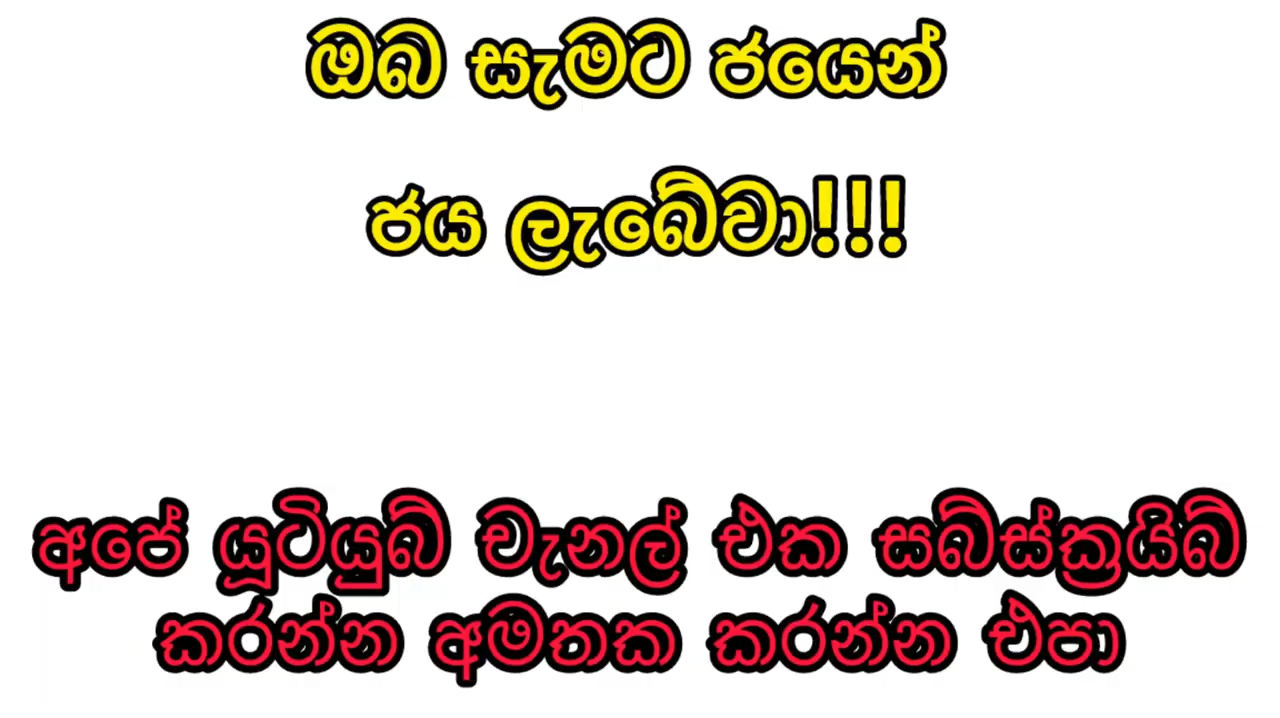 ඔබ සැමට ජයෙන්
ජය ලැබේවා!!!
අපේ යූටියුබ් චැනල් එක සබ්ස්ක්‍රයිබ්
කරන්න අමතක කරන්න එපා